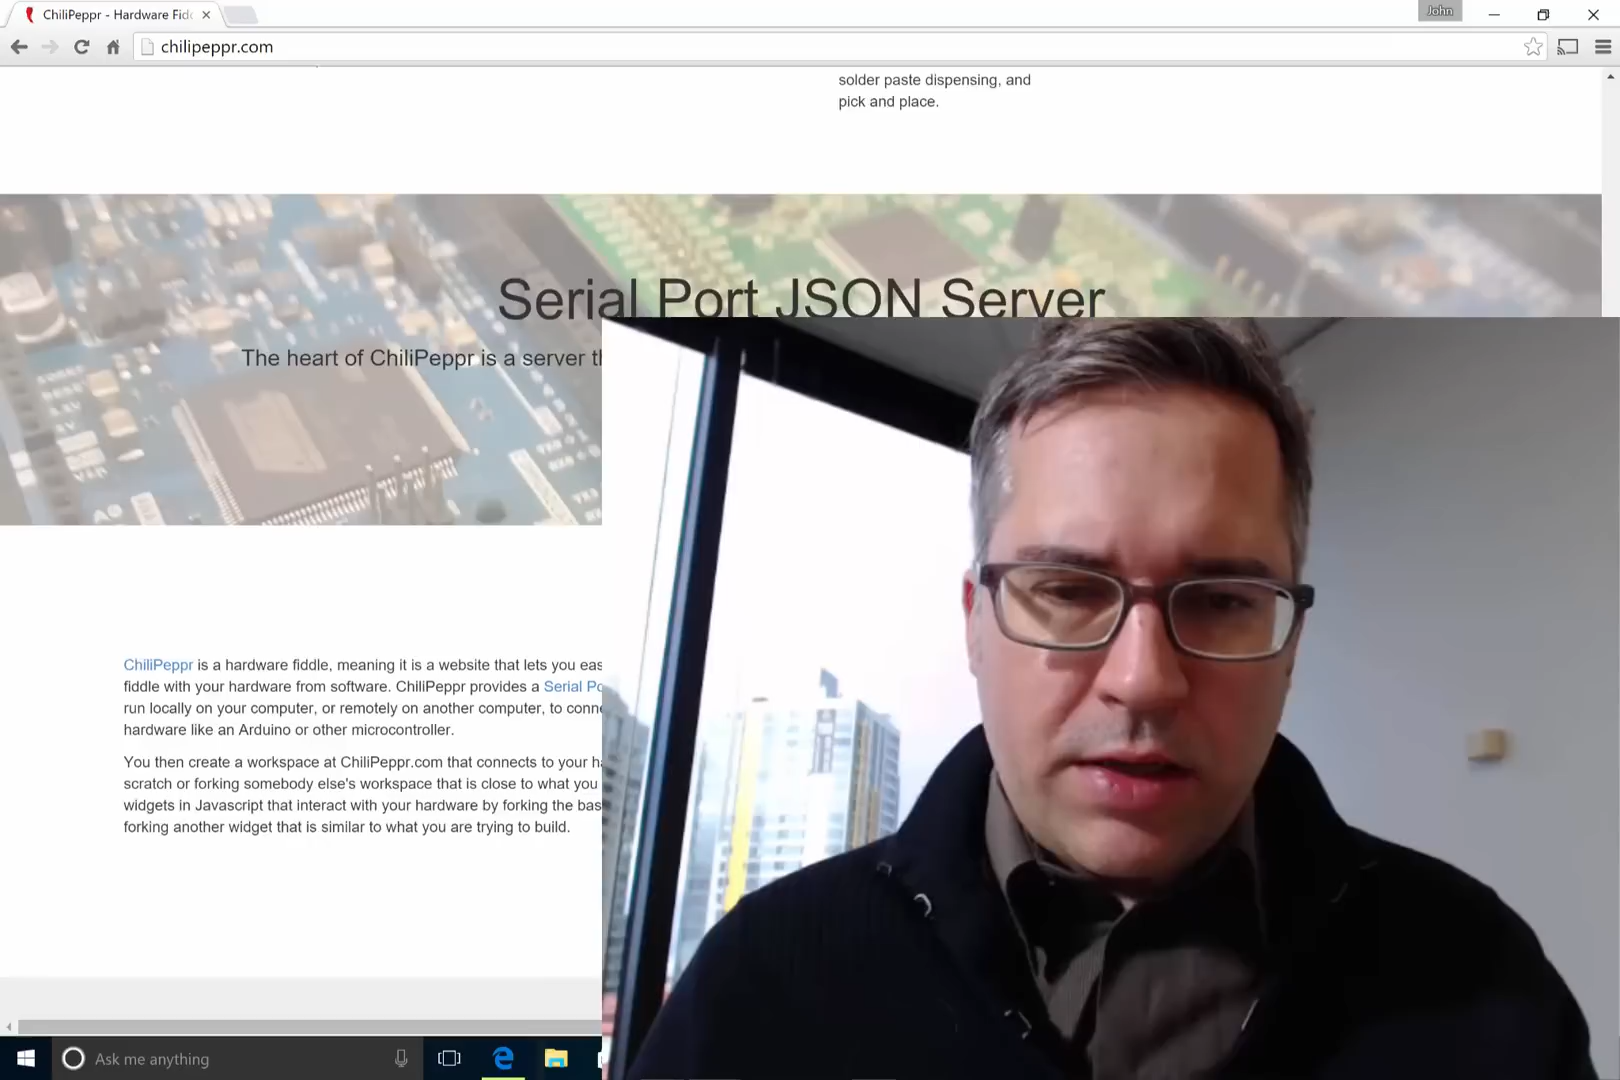 ChiliPeppr - Hardware Fid
John
chilipeppr.com
solder paste dispensing, and
pick and place.
Serial Port JSON Server
The heart of ChiliPeppr is a server
ChiliPeppr is a hardware fiddle, meaning it is a website that lets you
fiddle with your hardware from software. ChiliPeppr provides a Serial
run locally on your computer, or remotely on another computer, to
hardware like an Arduino or other microcontroller.
You then create a workspace at ChiliPeppr.com that connects to your
scratch or forking somebody else's workspace that is close to what you
widgets in Javascript that interact with your hardware by forking the
forking another widget that is similar to what you are trying to build.
Ask me anything